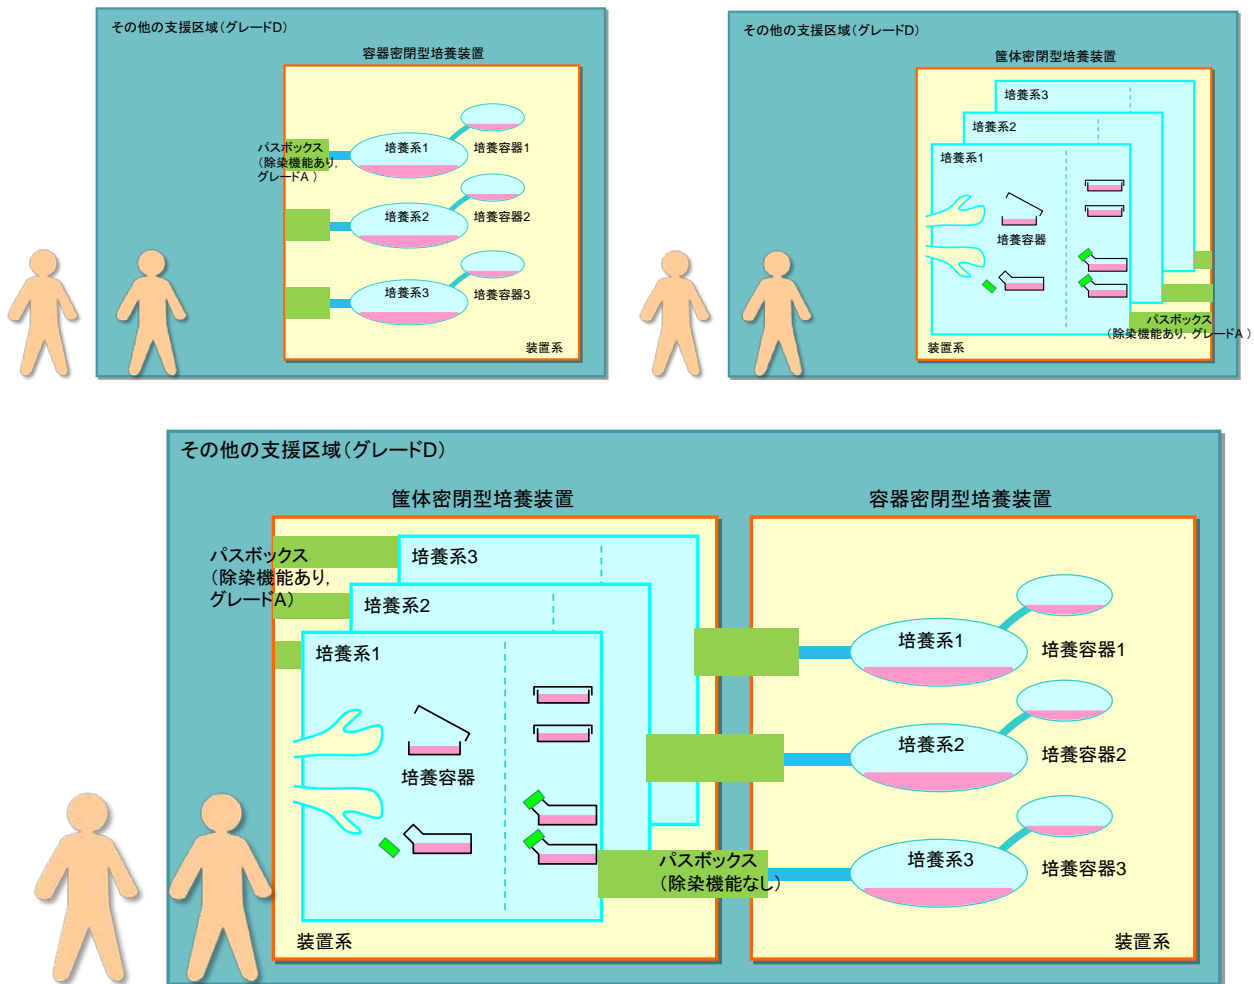 その他の支援区域（グレードD）
容器密閉型培養装置
パスボックス
（除染機能あり，
グレードA ）
培養系1
培養容器1
培養系2
培養容器2
培養系3
培養容器3
装置系
その他の支援区域（グレードD）
筐体密閉型培養装置
培養系3
培養系2
培養系1
培養容器
パスボックス
（除染機能あり，グレードA ）
装置系
その他の支援区域（グレードD）
筐体密閉型培養装置
パスボックス
（除染機能あり，
グレードA）
培養系3
培養系2
培養系1
培養容器
パスボックス
（除染機能なし）
装置系
容器密閉型培養装置
培養系1
培養容器1
培養系2
培養容器2
培養系3
培養容器3
装置系